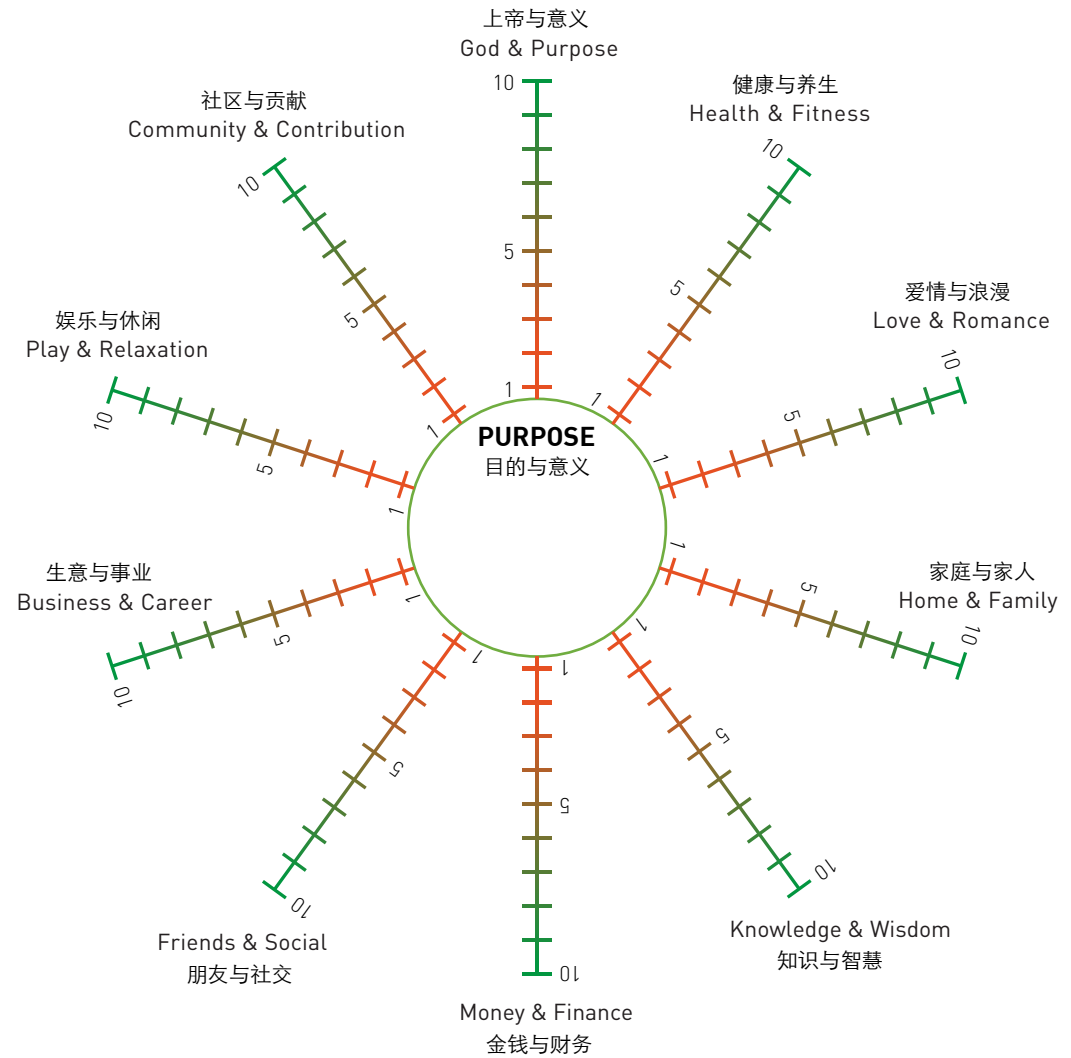 上帝与意义
God & Purpose
10
5
1
健康与养生
Health & Fitness
10
5
1
爱情与浪漫
Love & Romance
10
5
1
家庭与家人
Home & Family
10
5
1
Knowledge & Wisdom
知识与智慧
10
5
1
Money & Finance
金钱与财务
10
5
1
Friends & Social
朋友与社交
10
5
1
生意与事业
Business & Career
10
5
1
娱乐与休闲
Play & Relaxation
10
5
1
社区与贡献
Community & Contribution
10
5
1
PURPOSE
目的与意义